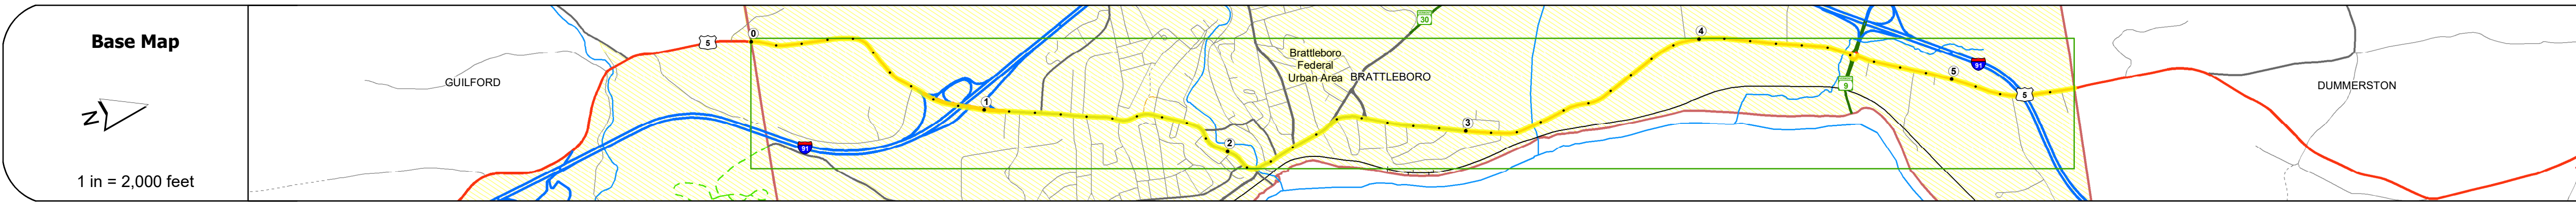 Base Map
N
1 in = 2,000 feet
GUILFORD
5
0
91
1
2
Brattleboro
Federal
Urban Area
BRATTLEBORO
30
3
4
9
5
91
5
DUMMERSTON